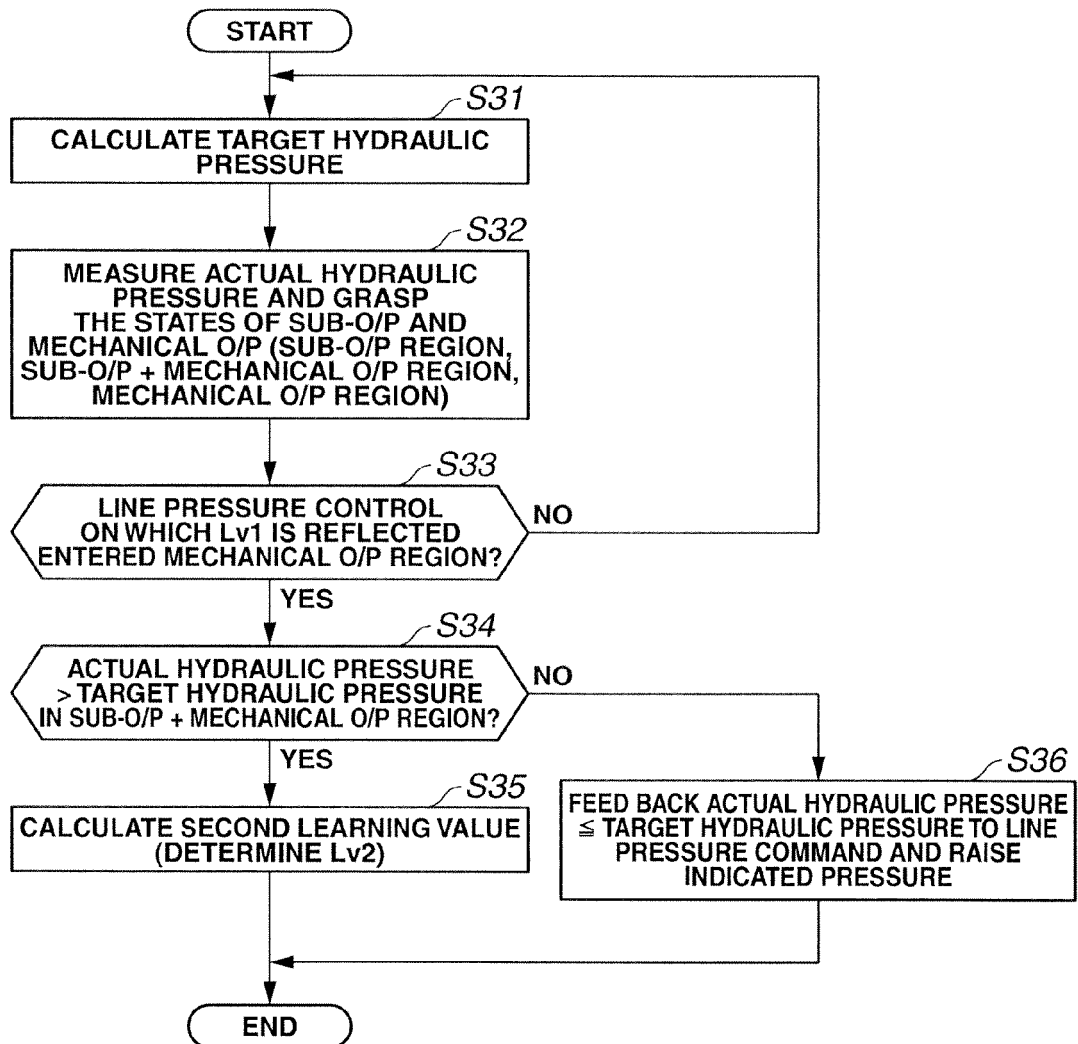 START
S31
CALCULATE TARGET HYDRAULIC
PRESSURE
S32
MEASURE ACTUAL HYDRAULIC
PRESSURE AND GRASP
THE STATES OF SUB-O/P AND
MECHANICAL O/P (SUB-O/P REGION,
SUB-O/P + MECHANICAL O/P REGION,
MECHANICAL O/P REGION)
S33
LINE PRESSURE CONTROL
ON WHICH Lv1 IS REFLECTED
ENTERED MECHANICAL O/P REGION?
NO
YES
S34
ACTUAL HYDRAULIC PRESSURE
> TARGET HYDRAULIC PRESSURE
IN SUB-O/P + MECHANICAL O/P REGION?
NO
YES
S35
CALCULATE SECOND LEARNING VALUE
(DETERMINE Lv2)
S36
FEED BACK ACTUAL HYDRAULIC PRESSURE
≦ TARGET HYDRAULIC PRESSURE TO LINE
PRESSURE COMMAND AND RAISE
INDICATED PRESSURE
END